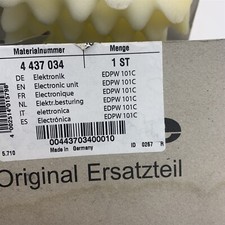 Materialnummer Menge
4 437 034 1 ST
DE Elektronik EDPW 101C
EN Electronic unit EDPW 101C
FR Electronique EDPW 101C
NL Elektr.besturing EDPW 101C
IT elettronica EDPW 101C
ES Electrónica EDPW 101C
4002514015798
00443703400010
5.710 Made in Germany ID 0267 R
Original Ersatzteil